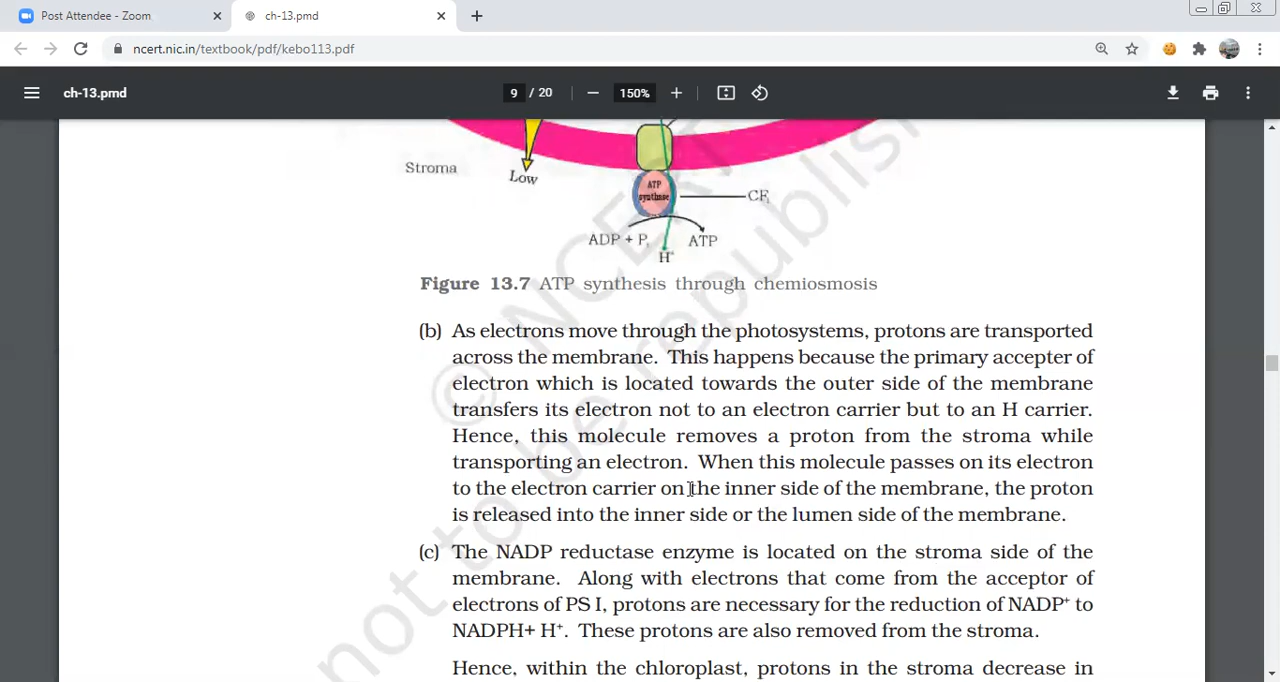 Post Attendee - Zoom
ch-13.pmd
ncert.nic.in/textbook/pdf/kebo113.pdf
ch-13.pmd
9 / 20
150%
Stroma
Low
ATP
synthase
CF1
ADP + Pi
ATP
H+
Figure 13.7 ATP synthesis through chemiosmosis
(b) As electrons move through the photosystems, protons are transported
across the membrane. This happens because the primary accepter of
electron which is located towards the outer side of the membrane
transfers its electron not to an electron carrier but to an H carrier.
Hence, this molecule removes a proton from the stroma while
transporting an electron. When this molecule passes on its electron
to the electron carrier on the inner side of the membrane, the proton
is released into the inner side or the lumen side of the membrane.
(c) The NADP reductase enzyme is located on the stroma side of the
membrane. Along with electrons that come from the acceptor of
electrons of PS I, protons are necessary for the reduction of NADP+ to
NADPH+ H+. These protons are also removed from the stroma.
Hence, within the chloroplast, protons in the stroma decrease in
© NCERT
not to be republish